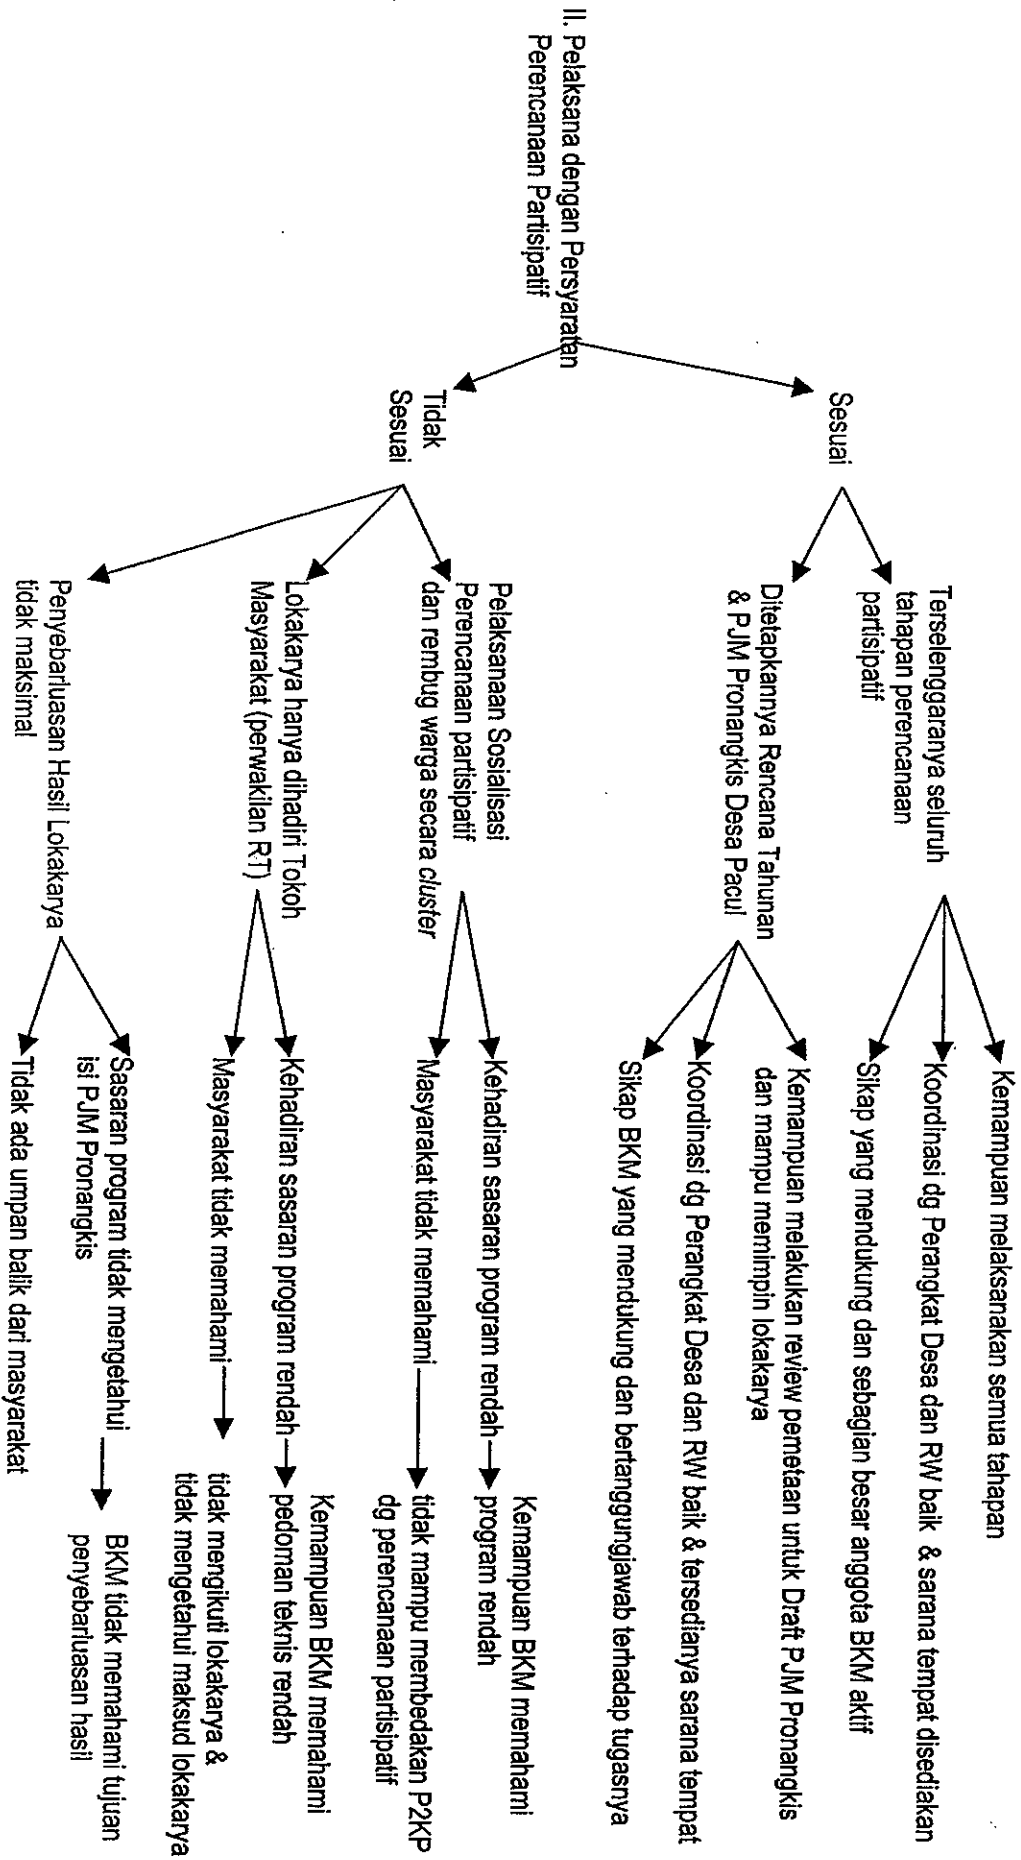 II. Pelaksana dengan Persyaratan
Perencanaan Partisipatif
Sesuai
Terselenggaranya seluruh
tahapan perencanaan
partisipatif
Kemampuan melaksanakan semua tahapan
Koordinasi dg Perangkat Desa dan RW baik & sarana tempat disediakan
Sikap yang mendukung dan sebagian besar anggota BKM aktif
Ditetapkannya Rencana Tahunan
& PJM Pronangkis Desa Pacul
Kemampuan melakukan review pemetaan untuk Draft PJM Pronangkis
dan mampu memimpin lokakarya
Koordinasi dg Perangkat Desa dan RW baik & tersedianya sarana tempat
Sikap BKM yang mendukung dan bertanggungjawab terhadap tugasnya
Tidak
Sesuai
Pelaksanaan Sosialisasi
Perencanaan partisipatif
dan rembug warga secara cluster
Kehadiran sasaran program rendah
Kemampuan BKM memahami
program rendah
Masyarakat tidak memahami
tidak mampu membedakan P2KP
dg perencanaan partisipatif
Lokakarya hanya dihadiri Tokoh
Masyarakat (perwakilan RT)
Kehadiran sasaran program rendah
Kemampuan BKM memahami
pedoman teknis rendah
Masyarakat tidak memahami
tidak mengikuti lokakarya &
tidak mengetahui maksud lokakarya
Penyebarluasan Hasil Lokakarya
tidak maksimal
Sasaran program tidak mengetahui
isi PJM Pronangkis
BKM tidak memahami tujuan
penyebarluasan hasil
Tidak ada umpan balik dari masyarakat